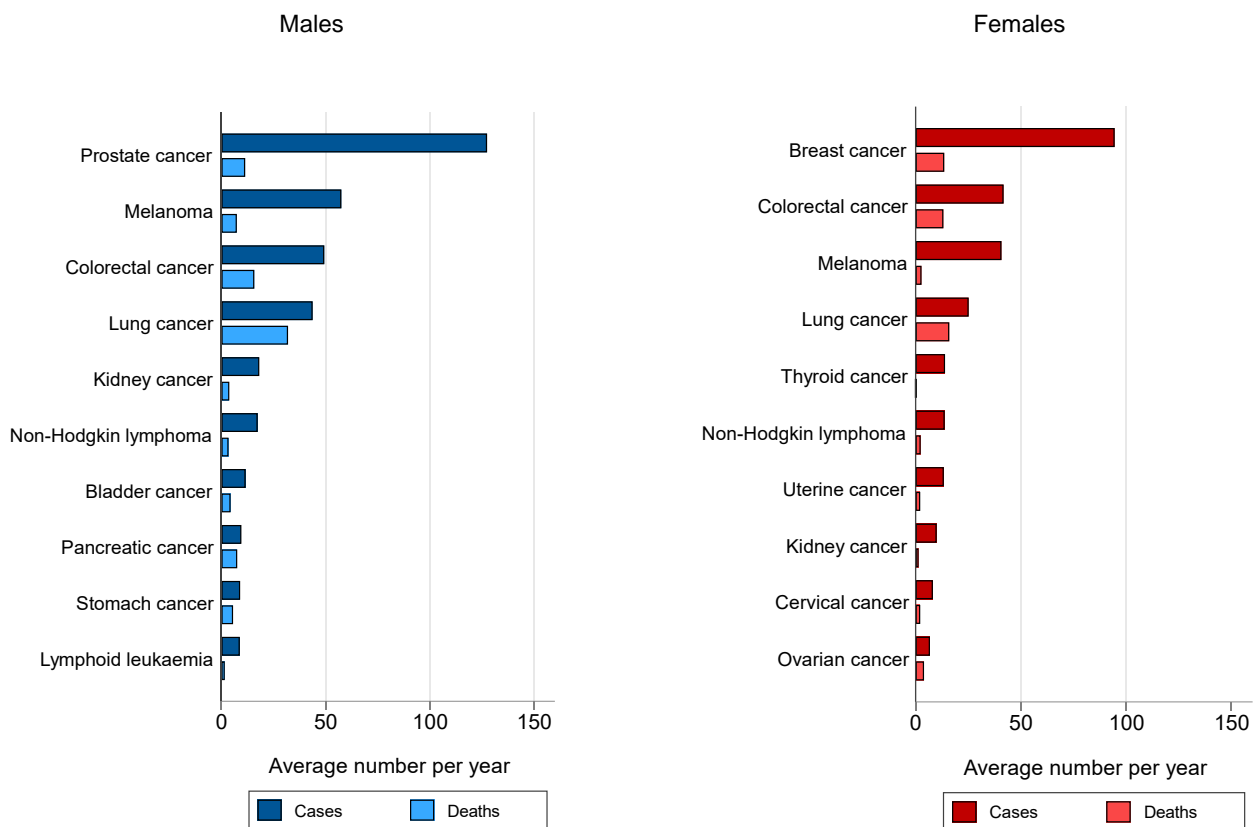 Males
Prostate cancer
Melanoma
Colorectal cancer
Lung cancer
Kidney cancer
Non-Hodgkin lymphoma
Bladder cancer
Pancreatic cancer
Stomach cancer
Lymphoid leukaemia
0 50 100 150
Average number per year
Cases Deaths
Females
Breast cancer
Colorectal cancer
Melanoma
Lung cancer
Thyroid cancer
Non-Hodgkin lymphoma
Uterine cancer
Kidney cancer
Cervical cancer
Ovarian cancer
0 50 100 150
Average number per year
Cases Deaths